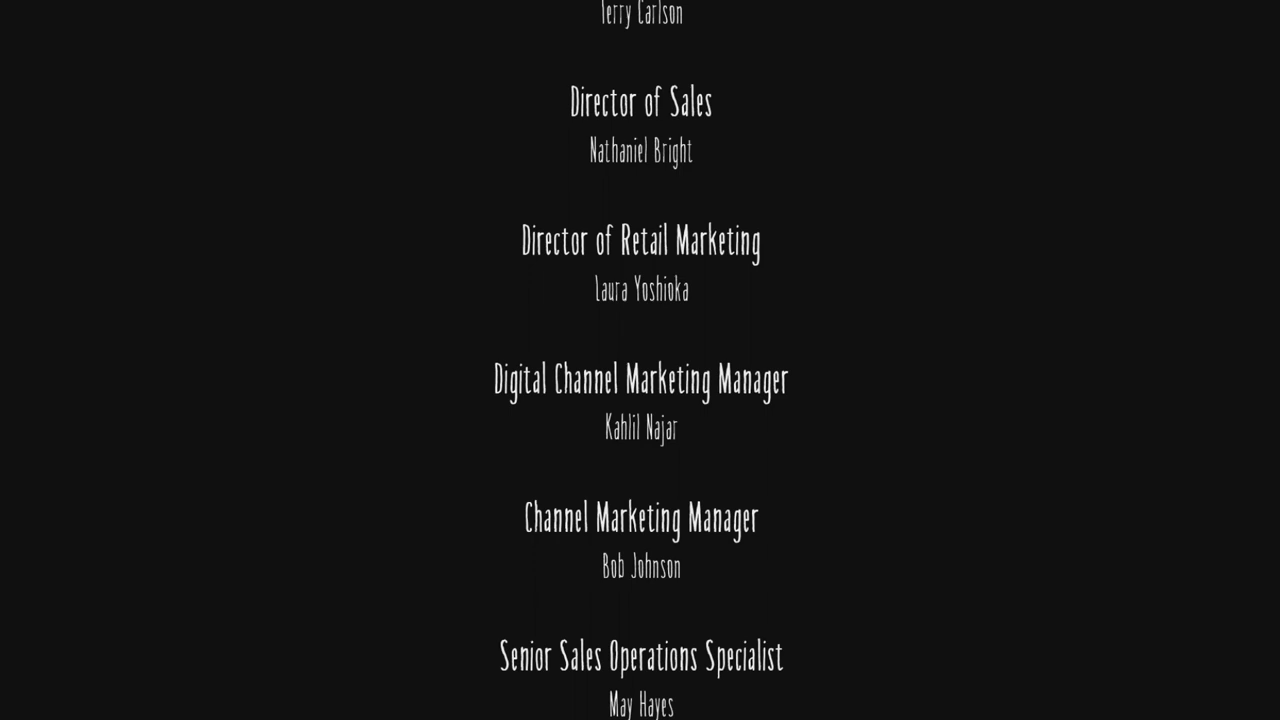 Terry Carlson
Director of Sales
Nathaniel Bright
Director of Retail Marketing
Laura Yoshioka
Digital Channel Marketing Manager
Kahlil Najar
Channel Marketing Manager
Bob Johnson
Senior Sales Operations Specialist
May Hayes